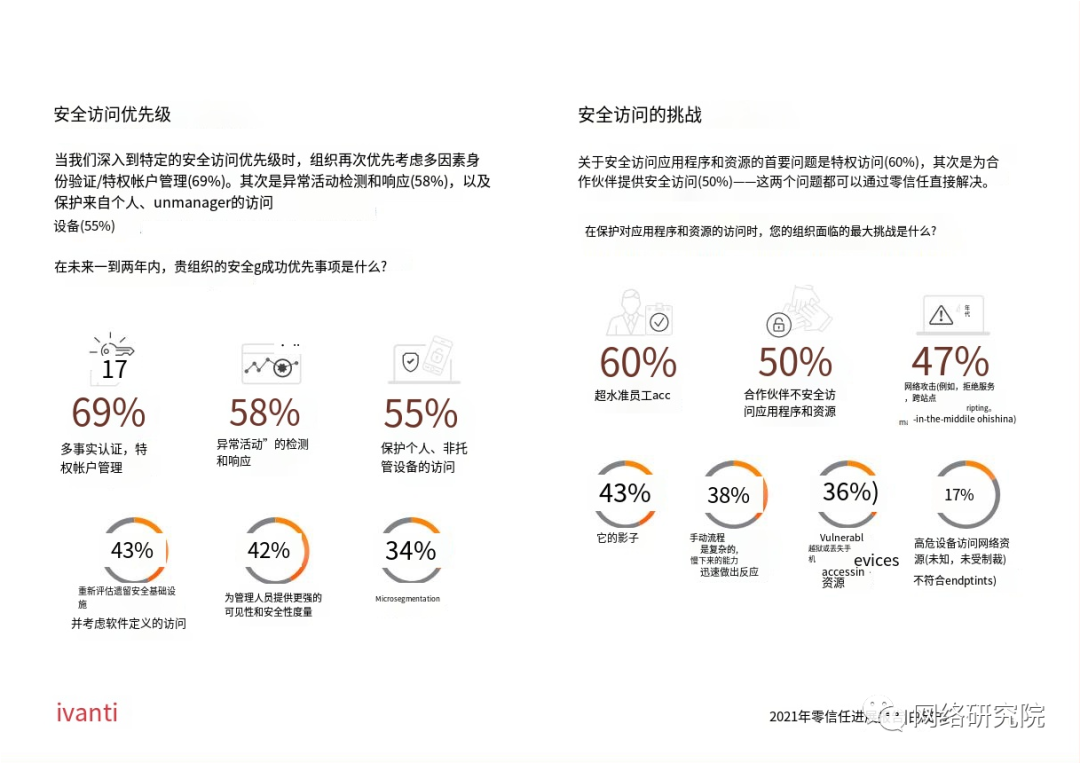 安全访问优先级
当我们深入到特定的安全访问优先级时，组织再次优先考虑多因素身
份验证/特权帐户管理(69%)。其次是异常活动检测和响应(58%)，以及
保护来自个人、unmanager的访问
设备(55%)
在未来一到两年内，贵组织的安全g成功优先事项是什么?
17
69%
多事实认证，特
权帐户管理
58%
异常活动”的检测
和响应
55%
保护个人、非托
管设备的访问
43%
重新评估遗留安全基础设
施
并考虑软件定义的访问
42%
为管理人员提供更强的
可见性和安全性度量
34%
Microsegmentation
ivanti
安全访问的挑战
关于安全访问应用程序和资源的首要问题是特权访问(60%)，其次是为合
作伙伴提供安全访问(50%)——这两个问题都可以通过零信任直接解决。
在保护对应用程序和资源的访问时，您的组织面临的最大挑战是什么?
60%
超水准员工acc
50%
合作伙伴不安全访
问应用程序和资源
年
代
47%
网络攻击(例如，拒绝服务
，跨站点
ripting。
-in-the-middile ohishina)
43%
它的影子
38%
手动流程
是复杂的,
慢下来的能力
迅速做出反应
36%)
Vulnerabl
越狱或丢失手
机
evices
accessin
资源
17%
高危设备访问网络资
源(未知，未受制裁)
不符合endptints)
2021年零信任进展
网络研究院